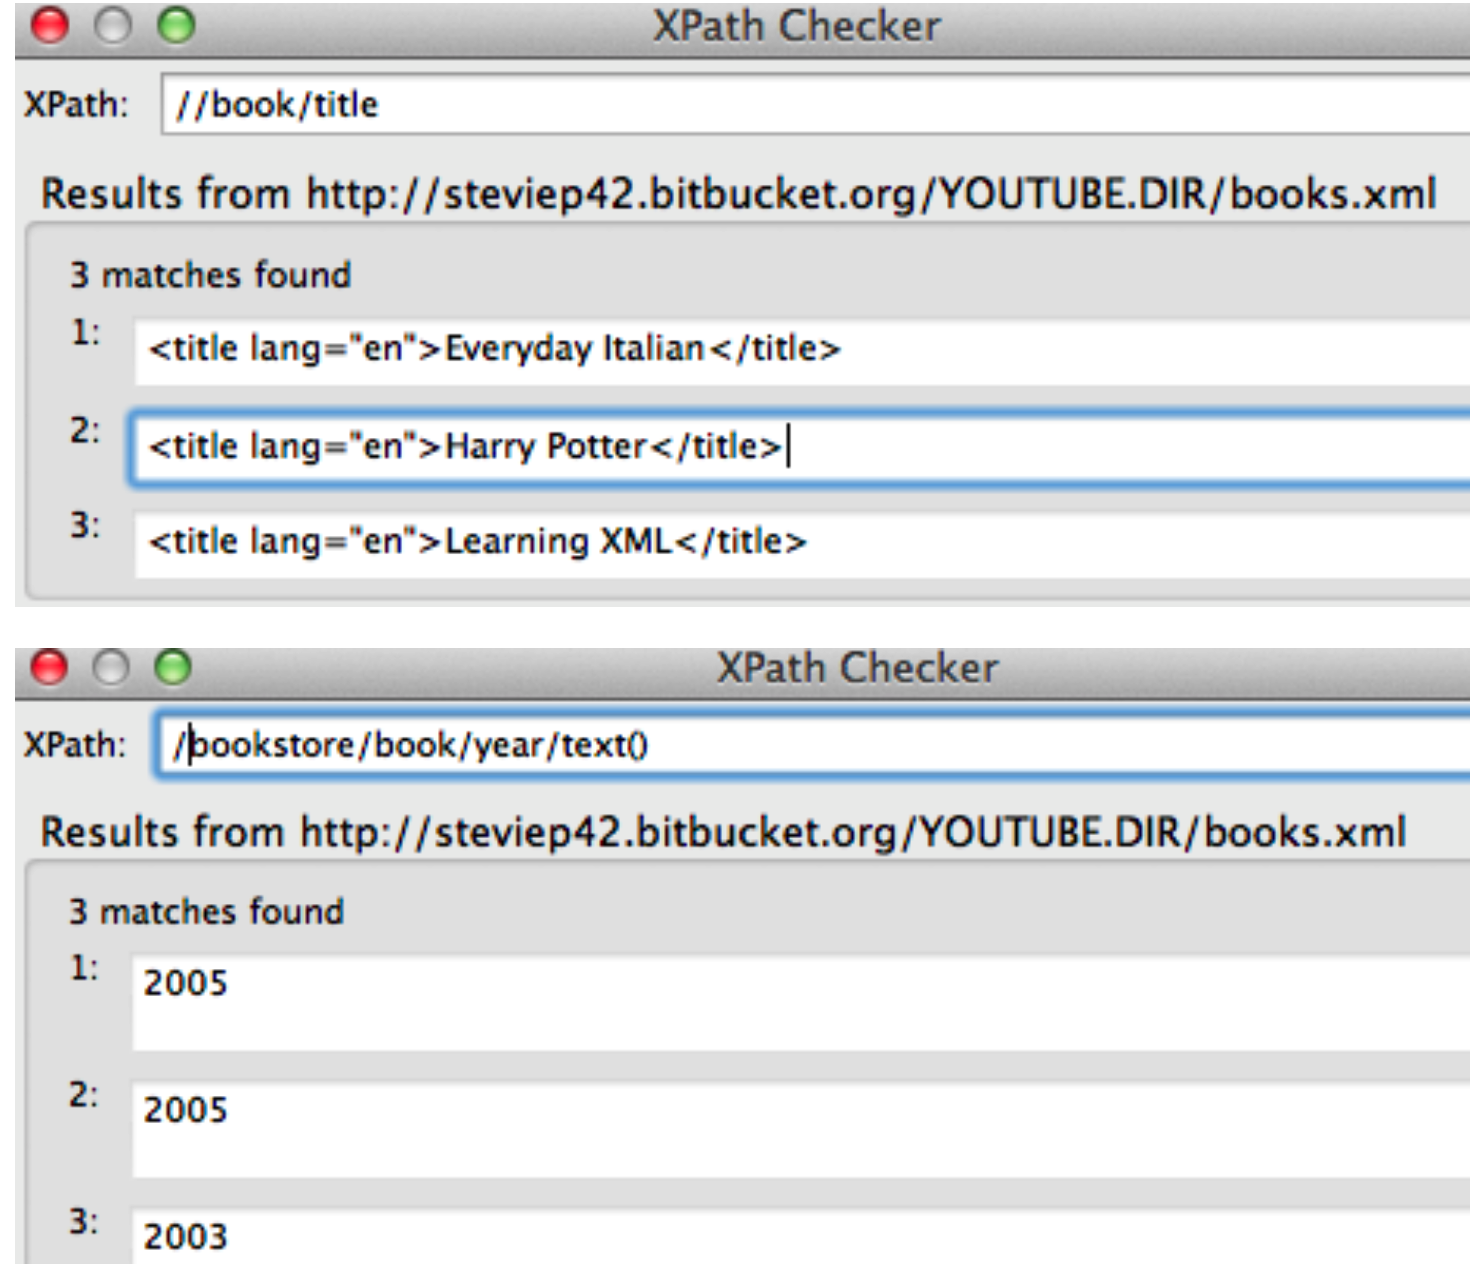 XPath Checker
XPath: //book/title
Results from http://steviep42.bitbucket.org/YOUTUBE.DIR/books.xml
3 matches found
1: <title lang="en">Everyday Italian</title>
2: <title lang="en">Harry Potter</title>
3: <title lang="en">Learning XML</title>
XPath Checker
XPath: /bookstore/book/year/text()
Results from http://steviep42.bitbucket.org/YOUTUBE.DIR/books.xml
3 matches found
1: 2005
2: 2005
3: 2003